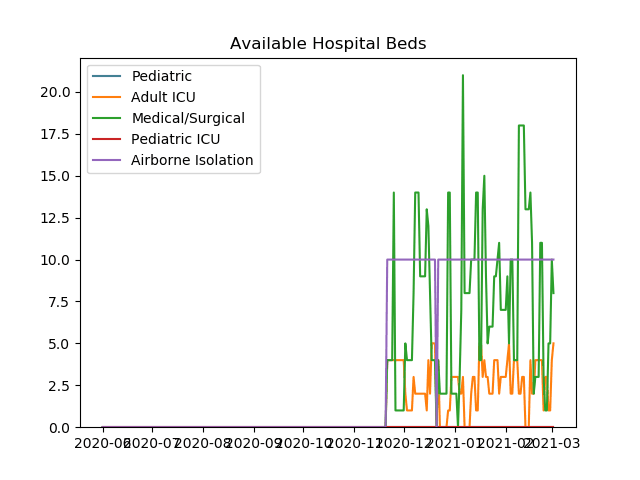 Available Hospital Beds
Pediatric
Adult ICU
Medical/Surgical
Pediatric ICU
Airborne Isolation
20.0
17.5
15.0
12.5
10.0
7.5
5.0
2.5
0.0
2020-06 2020-07 2020-08 2020-09 2020-10 2020-11 2020-12 2021-01 2021-02 2021-03